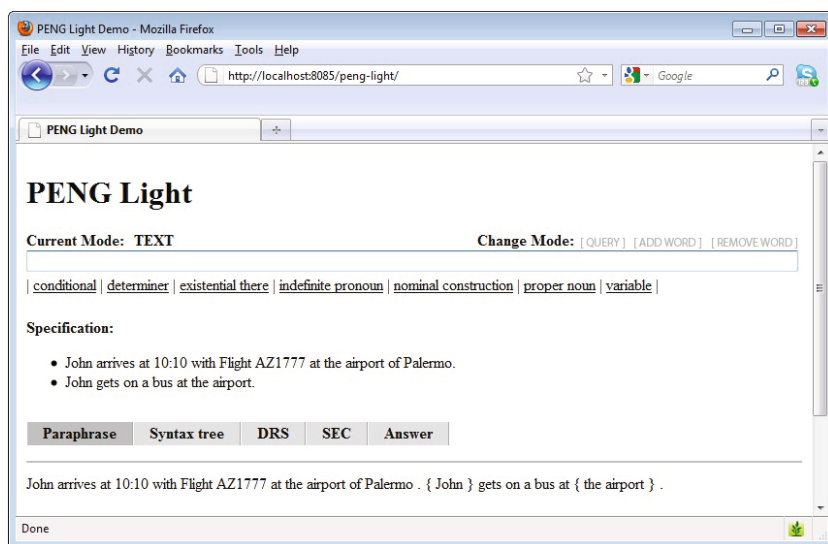 PENG Light Demo - Mozilla Firefox
File Edit View History Bookmarks Tools Help
http://localhost:8085/peng-light/ Google
PENG Light Demo
PENG Light
Current Mode: TEXT Change Mode: [ QUERY ] [ ADD WORD ] [ REMOVE WORD ]
| conditional | determiner | existential there | indefinite pronoun | nominal construction | proper noun | variable |
Specification:
• John arrives at 10:10 with Flight AZ1777 at the airport of Palermo.
• John gets on a bus at the airport.
Paraphrase Syntax tree DRS SEC Answer
John arrives at 10:10 with Flight AZ1777 at the airport of Palermo . { John } gets on a bus at { the airport } .
Done